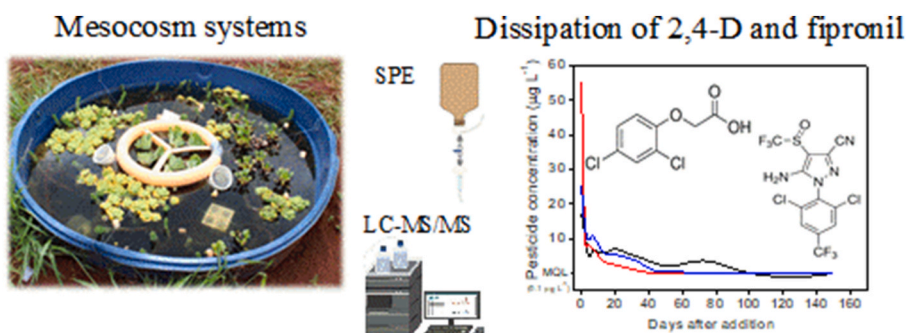 Mesocosm systems
Dissipation of 2,4-D and fipronil
SPE
LC-MS/MS
Pesticide concentration (µg L⁻¹)
60
50
40
30
20
10
MQL
(0.1 µg L⁻¹)
0 20 40 60 80 100 120 140 160
Days after addition
O
O
OH
Cl
Cl
O
F₃C-S
CN
H₂N
N
N
Cl
Cl
CF₃